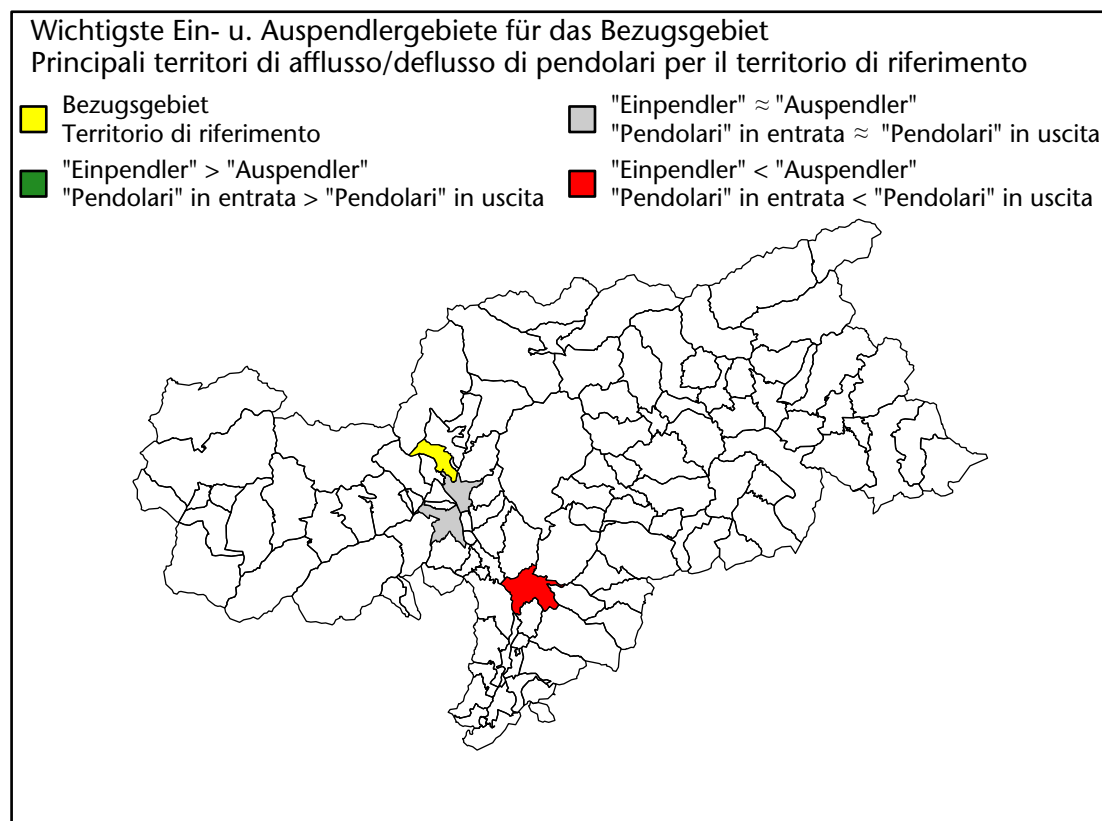 Wichtigste Ein- u. Auspendlergebiete für das Bezugsgebiet
Principali territori di afflusso/deflusso di pendolari per il territorio di riferimento
Bezugsgebiet
Territorio di riferimento
"Einpendler" > "Auspendler"
"Pendolari" in entrata > "Pendolari" in uscita
"Einpendler" ≈ "Auspendler"
"Pendolari" in entrata ≈ "Pendolari" in uscita
"Einpendler" < "Auspendler"
"Pendolari" in entrata < "Pendolari" in uscita